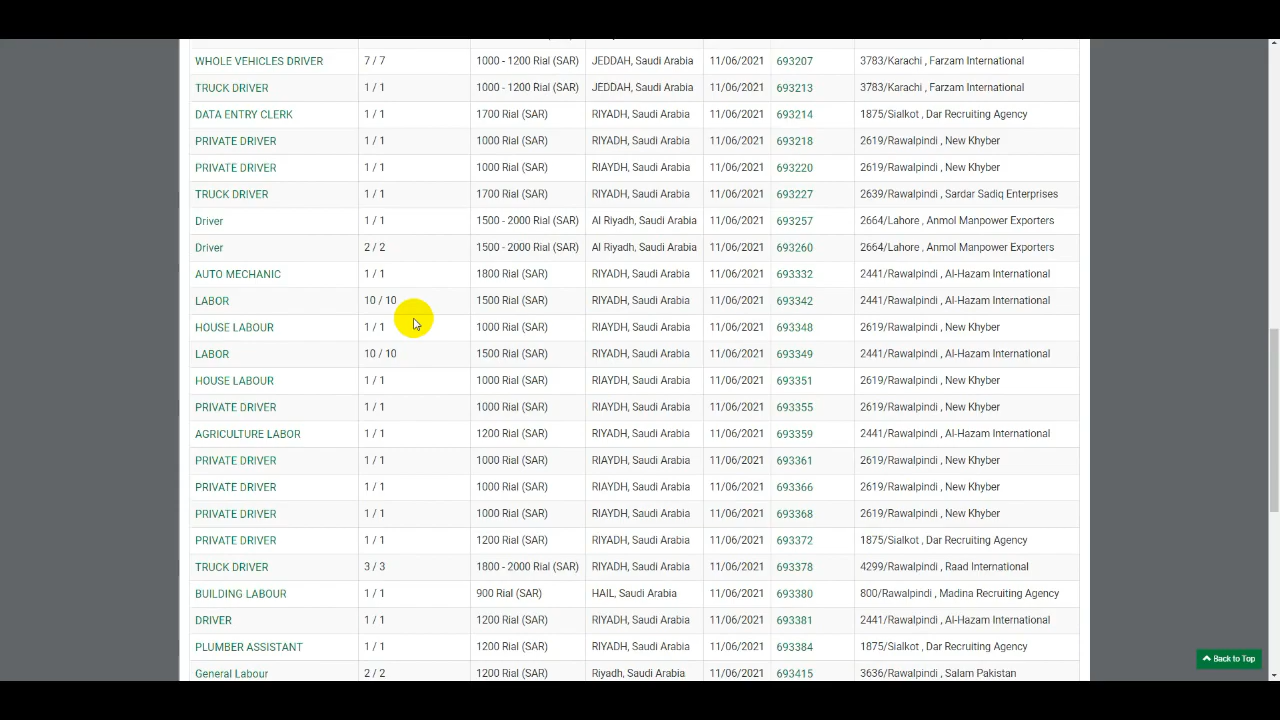 WHOLE VEHICLES DRIVER 7 / 7 1000 - 1200 Rial (SAR) JEDDAH, Saudi Arabia 11/06/2021 693207 3783/Karachi , Farzam International
TRUCK DRIVER 1 / 1 1000 - 1200 Rial (SAR) JEDDAH, Saudi Arabia 11/06/2021 693213 3783/Karachi , Farzam International
DATA ENTRY CLERK 1 / 1 1700 Rial (SAR) RIYADH, Saudi Arabia 11/06/2021 693214 1875/Sialkot , Dar Recruiting Agency
PRIVATE DRIVER 1 / 1 1000 Rial (SAR) RIYADH, Saudi Arabia 11/06/2021 693218 2619/Rawalpindi , New Khyber
PRIVATE DRIVER 1 / 1 1000 Rial (SAR) RIAYDH, Saudi Arabia 11/06/2021 693220 2619/Rawalpindi , New Khyber
TRUCK DRIVER 1 / 1 1700 Rial (SAR) RIYADH, Saudi Arabia 11/06/2021 693227 2639/Rawalpindi , Sardar Sadiq Enterprises
Driver 1 / 1 1500 - 2000 Rial (SAR) Al Riyadh, Saudi Arabia 11/06/2021 693257 2664/Lahore , Anmol Manpower Exporters
Driver 2 / 2 1500 - 2000 Rial (SAR) Al Riyadh, Saudi Arabia 11/06/2021 693260 2664/Lahore , Anmol Manpower Exporters
AUTO MECHANIC 1 / 1 1800 Rial (SAR) RIYADH, Saudi Arabia 11/06/2021 693332 2441/Rawalpindi , Al-Hazam International
LABOR 10 / 10 1500 Rial (SAR) RIYADH, Saudi Arabia 11/06/2021 693342 2441/Rawalpindi , Al-Hazam International
HOUSE LABOUR 1 / 1 1000 Rial (SAR) RIAYDH, Saudi Arabia 11/06/2021 693348 2619/Rawalpindi , New Khyber
LABOR 10 / 10 1500 Rial (SAR) RIYADH, Saudi Arabia 11/06/2021 693349 2441/Rawalpindi , Al-Hazam International
HOUSE LABOUR 1 / 1 1000 Rial (SAR) RIAYDH, Saudi Arabia 11/06/2021 693351 2619/Rawalpindi , New Khyber
PRIVATE DRIVER 1 / 1 1000 Rial (SAR) RIAYDH, Saudi Arabia 11/06/2021 693355 2619/Rawalpindi , New Khyber
AGRICULTURE LABOR 1 / 1 1200 Rial (SAR) RIYADH, Saudi Arabia 11/06/2021 693359 2441/Rawalpindi , Al-Hazam International
PRIVATE DRIVER 1 / 1 1000 Rial (SAR) RIAYDH, Saudi Arabia 11/06/2021 693361 2619/Rawalpindi , New Khyber
PRIVATE DRIVER 1 / 1 1000 Rial (SAR) RIAYDH, Saudi Arabia 11/06/2021 693366 2619/Rawalpindi , New Khyber
PRIVATE DRIVER 1 / 1 1000 Rial (SAR) RIAYDH, Saudi Arabia 11/06/2021 693368 2619/Rawalpindi , New Khyber
PRIVATE DRIVER 1 / 1 1200 Rial (SAR) RIYADH, Saudi Arabia 11/06/2021 693372 1875/Sialkot , Dar Recruiting Agency
TRUCK DRIVER 3 / 3 1800 - 2000 Rial (SAR) RIYADH, Saudi Arabia 11/06/2021 693378 4299/Rawalpindi , Raad International
BUILDING LABOUR 1 / 1 900 Rial (SAR) HAIL, Saudi Arabia 11/06/2021 693380 800/Rawalpindi , Madina Recruiting Agency
DRIVER 1 / 1 1200 Rial (SAR) RIYADH, Saudi Arabia 11/06/2021 693381 2441/Rawalpindi , Al-Hazam International
PLUMBER ASSISTANT 1 / 1 1200 Rial (SAR) RIYADH, Saudi Arabia 11/06/2021 693384 1875/Sialkot , Dar Recruiting Agency
General Labour 2 / 2 1200 Rial (SAR) Riyadh, Saudi Arabia 11/06/2021 693415 3636/Rawalpindi , Salam Pakistan
Back to Top